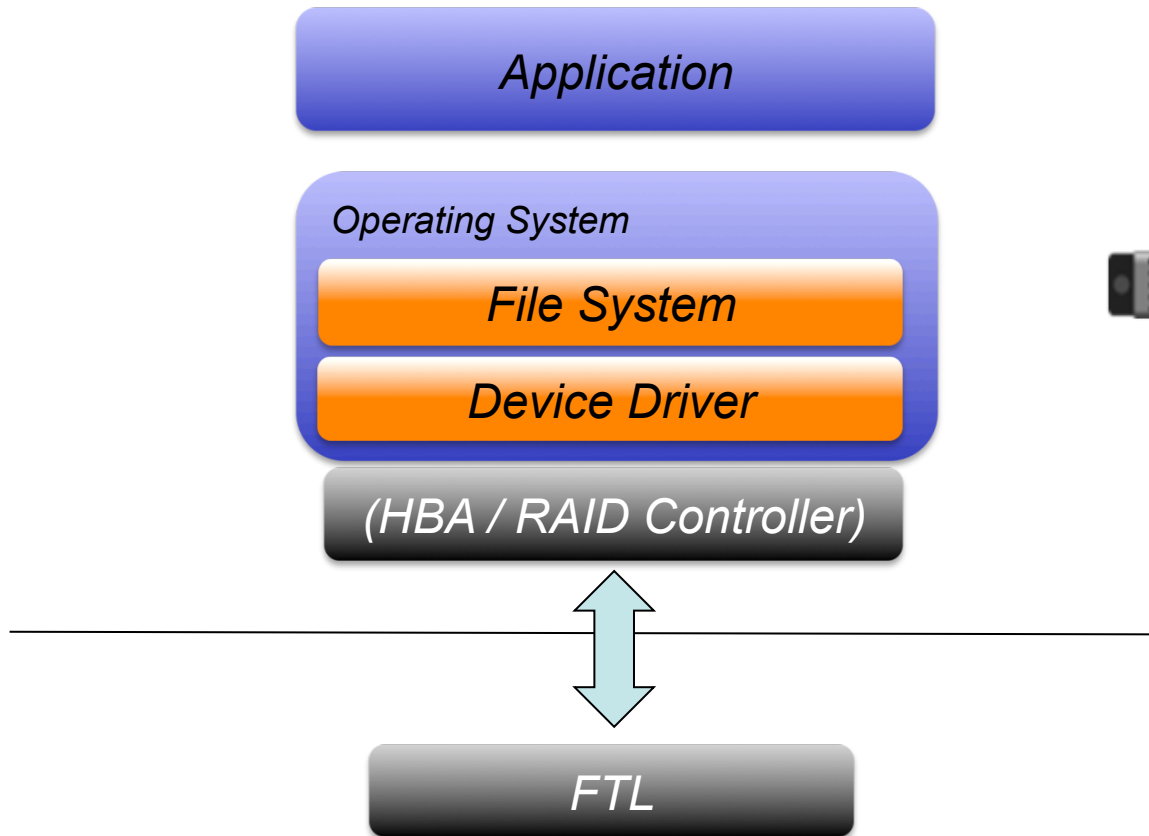 Application
Operating System
File System
Device Driver
(HBA / RAID Controller)
FTL